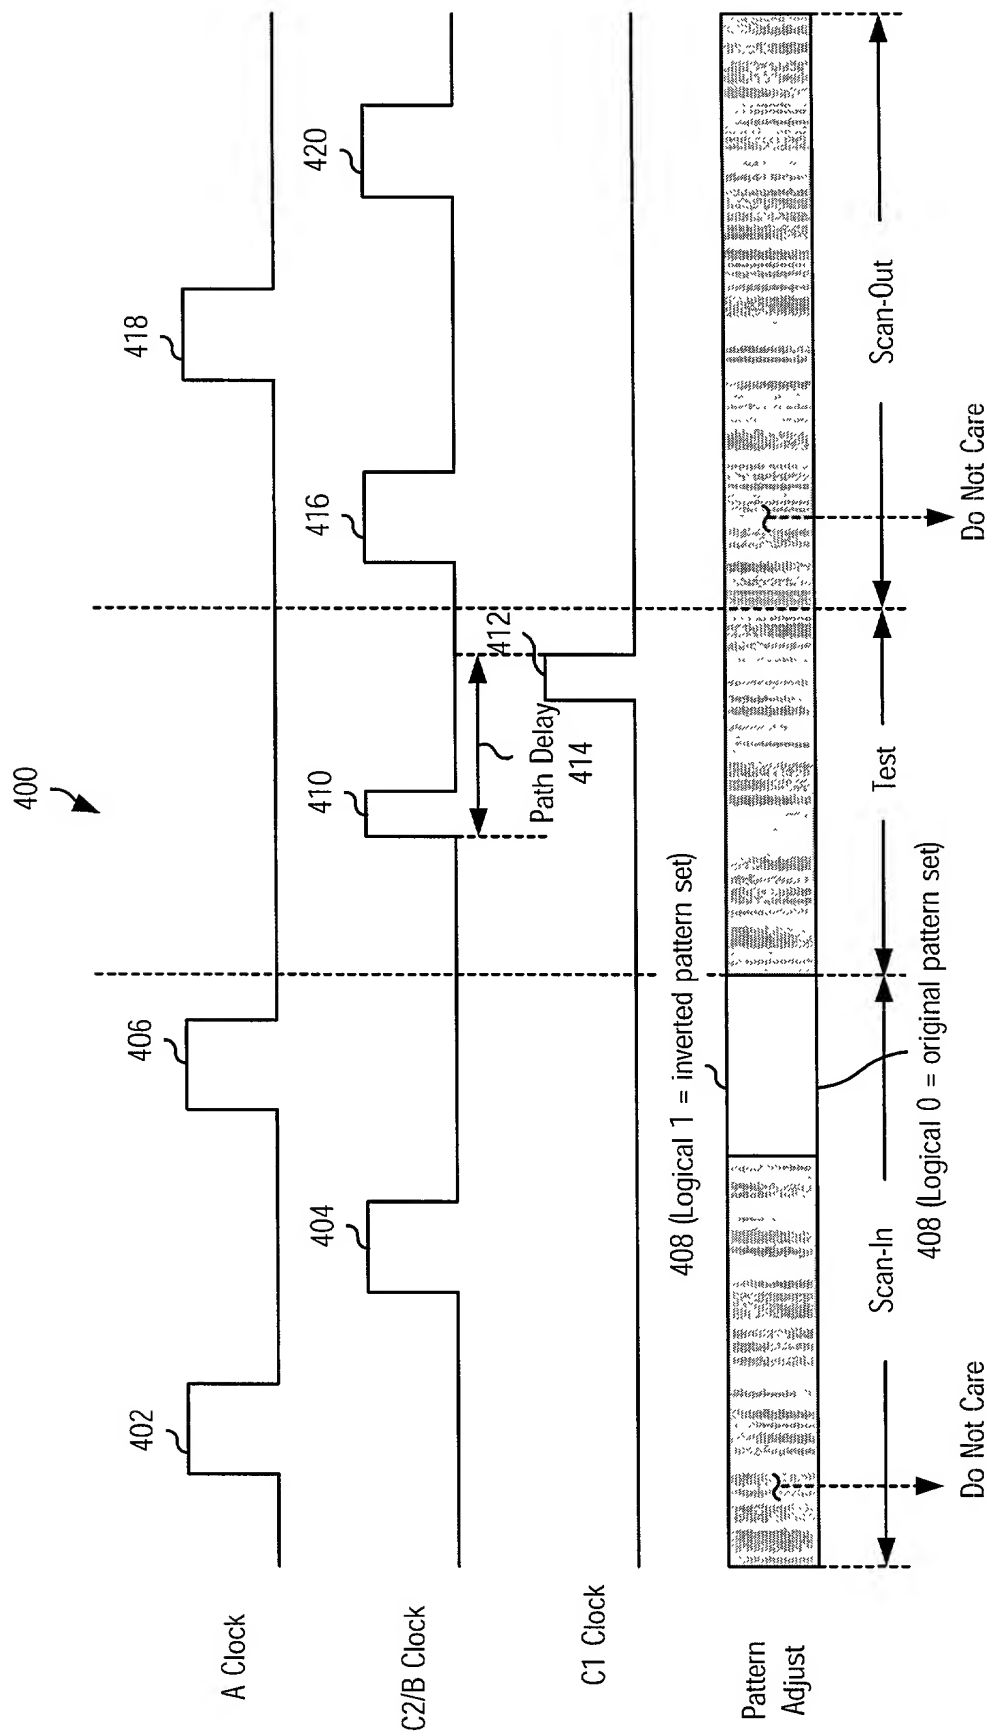 400
A Clock
402
406
418
C2/B Clock
404
410
416
420
Path Delay
414
C1 Clock
412
408 (Logical 1 = inverted pattern set)
Pattern
Adjust
Scan-In
Test
Scan-Out
408 (Logical 0 = original pattern set)
Do Not Care
Do Not Care